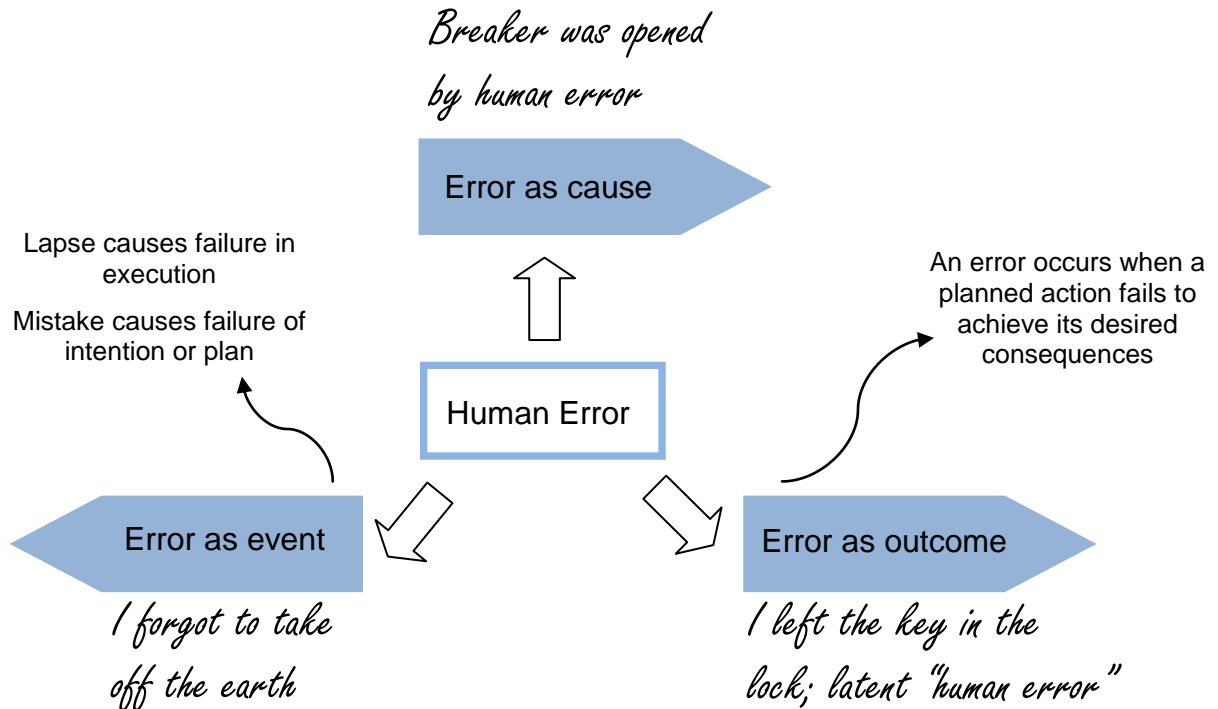 Breaker was opened
by human error
Error as cause
Lapse causes failure in
execution
Mistake causes failure of
intention or plan
An error occurs when a
planned action fails to
achieve its desired
consequences
Human Error
Error as event
Error as outcome
I forgot to take
off the earth
I left the key in the
lock; latent “human error”